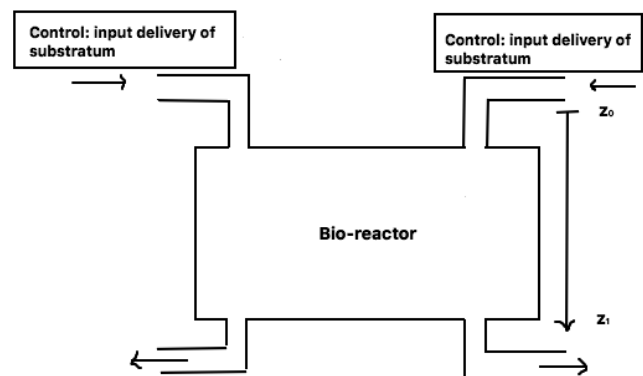 Control: input delivery of
substratum
Control: input delivery of
substratum
z₀
Bio-reactor
z₁